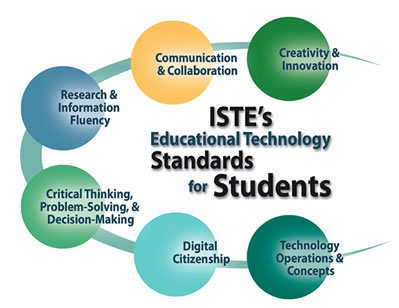 Communication
& Collaboration
Creativity &
Innovation
Research &
Information
Fluency
ISTE's
Educational Technology
Standards
for Students
Critical Thinking,
Problem-Solving, &
Decision-Making
Digital
Citizenship
Technology
Operations &
Concepts